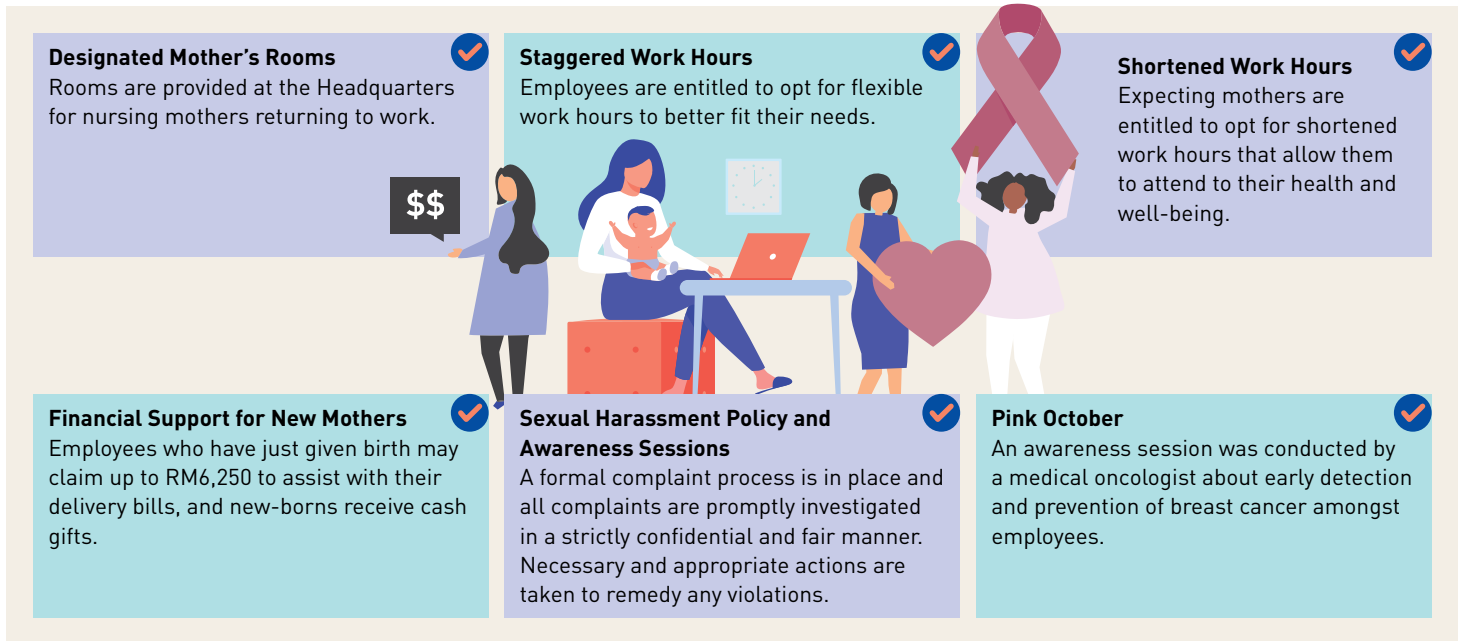 Designated Mother's Rooms
Rooms are provided at the Headquarters
for nursing mothers returning to work.
Staggered Work Hours
Employees are entitled to opt for flexible
work hours to better fit their needs.
Shortened Work Hours
Expecting mothers are
entitled to opt for shortened
work hours that allow them
to attend to their health and
well-being.
$$
Financial Support for New Mothers
Employees who have just given birth may
claim up to RM6,250 to assist with their
delivery bills, and new-borns receive cash
gifts.
Sexual Harassment Policy and
Awareness Sessions
A formal complaint process is in place and
all complaints are promptly investigated
in a strictly confidential and fair manner.
Necessary and appropriate actions are
taken to remedy any violations.
Pink October
An awareness session was conducted by
a medical oncologist about early detection
and prevention of breast cancer amongst
employees.